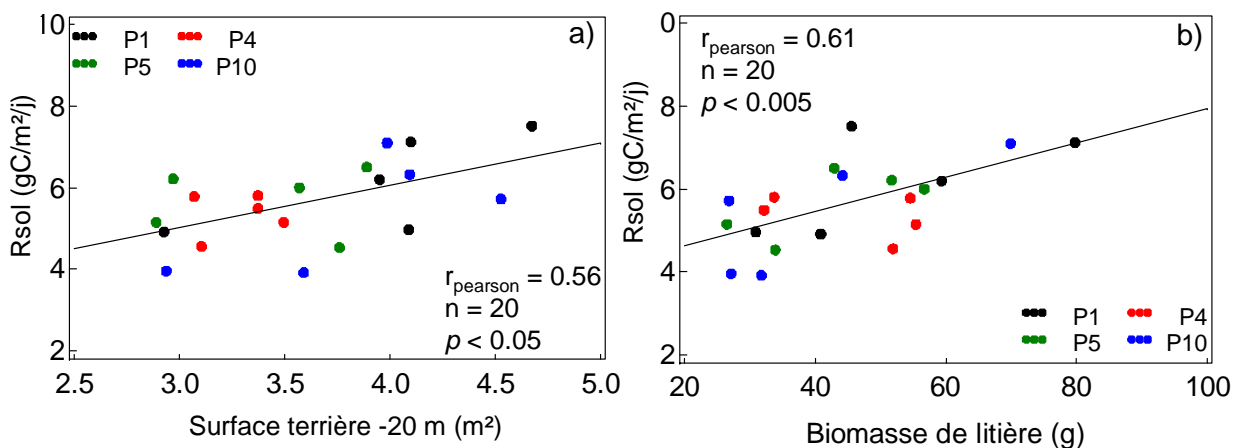 a)
P1 P4
P5 P10
10
8
6
4
2
Rsol (gC/m²/j)
r pearson = 0.56
n = 20
p < 0.05
2.5 3.0 3.5 4.0 4.5 5.0
Surface terrière -20 m (m²)
b)
r pearson = 0.61
n = 20
p < 0.005
0
8
6
4
2
Rsol (gC/m²/j)
P1 P4
P5 P10
20 40 60 80 100
Biomasse de litière (g)